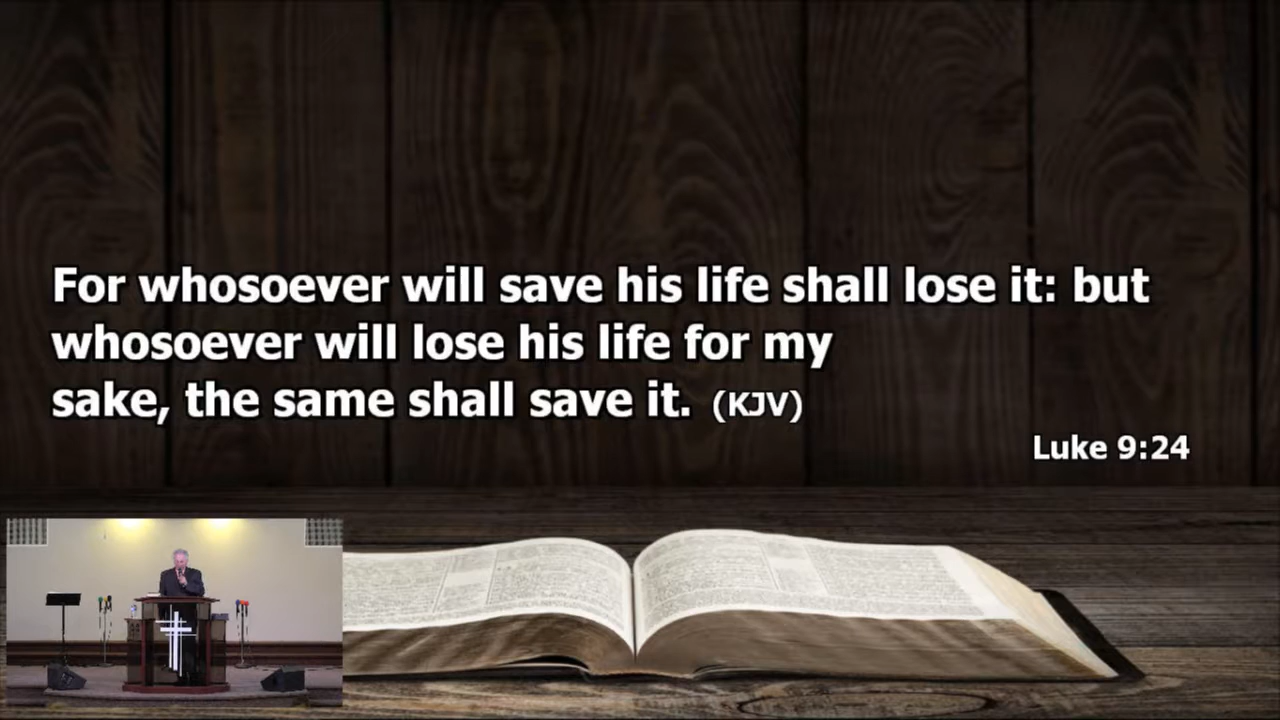 For whosoever will save his life shall lose it: but
whosoever will lose his life for my
sake, the same shall save it. (KJV)
Luke 9:24